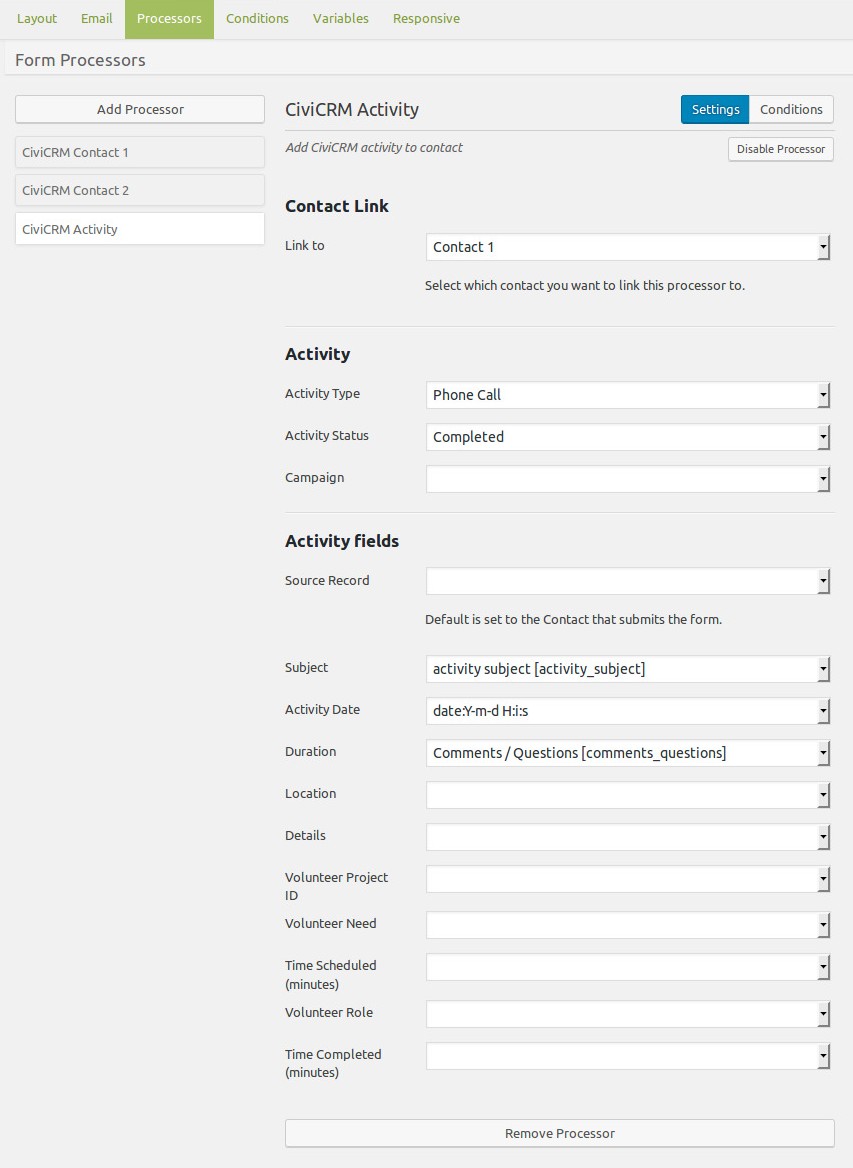 Layout Email Processors Conditions Variables Responsive
Form Processors
Add Processor
CiviCRM Contact 1
CiviCRM Contact 2
CiviCRM Activity
CiviCRM Activity Settings Conditions
Add CiviCRM activity to contact Disable Processor
Contact Link
Link to Contact 1
Select which contact you want to link this processor to.
Activity
Activity Type Phone Call
Activity Status Completed
Campaign
Activity fields
Source Record
Default is set to the Contact that submits the form.
Subject activity subject [activity_subject]
Activity Date date:Y-m-d H:i:s
Duration Comments / Questions [comments_questions]
Location
Details
Volunteer Project
ID
Volunteer Need
Time Scheduled
(minutes)
Volunteer Role
Time Completed
(minutes)
Remove Processor